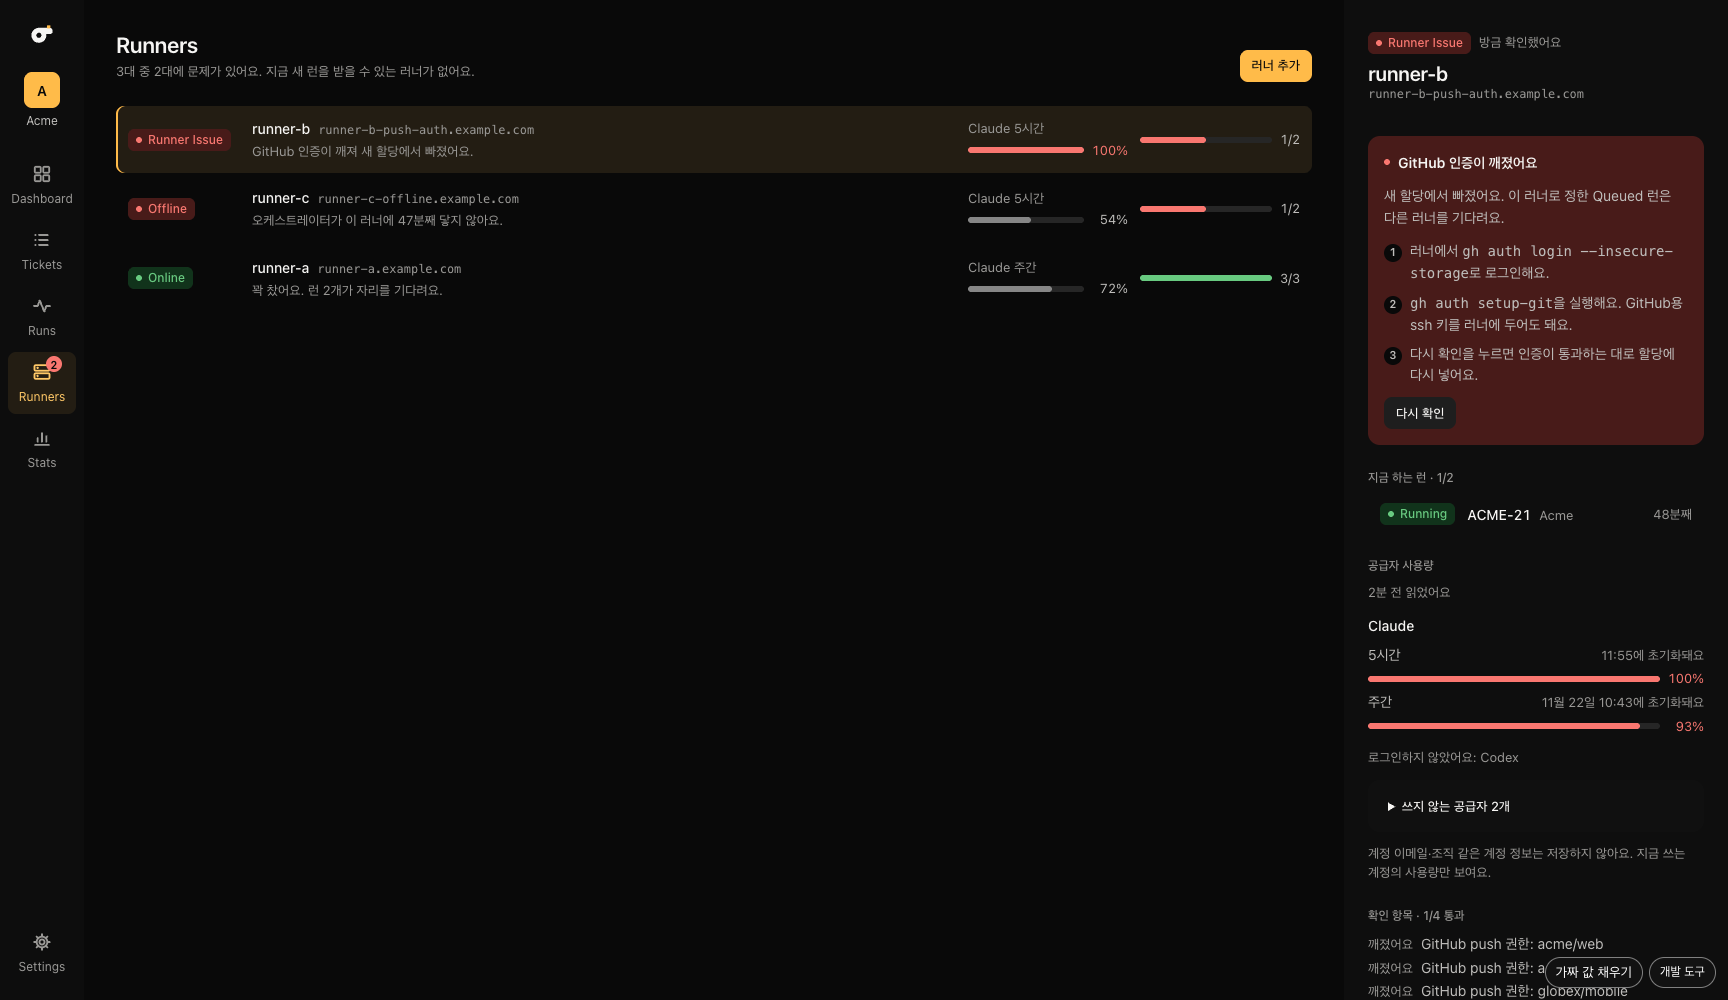 A
Acme
Dashboard
Tickets
Runs
2
Runners
Stats
Settings
Runners
3대 중 2대에 문제가 있어요. 지금 새 런을 받을 수 있는 러너가 없어요.
러너 추가
Runner Issue
runner-b runner-b-push-auth.example.com
GitHub 인증이 깨져 새 할당에서 빠졌어요.
Claude 5시간
100%
1/2
Offline
runner-c runner-c-offline.example.com
오케스트레이터가 이 러너에 47분째 닿지 않아요.
Claude 5시간
54%
1/2
Online
runner-a runner-a.example.com
꽉 찼어요. 런 2개가 자리를 기다려요.
Claude 주간
72%
3/3
Runner Issue 방금 확인했어요
runner-b
runner-b-push-auth.example.com
GitHub 인증이 깨졌어요
새 할당에서 빠졌어요. 이 러너로 정한 Queued 런은
다른 러너를 기다려요.
1 러너에서 gh auth login --insecure-
storage로 로그인해요.
2 gh auth setup-git을 실행해요. GitHub용
ssh 키를 러너에 두어도 돼요.
3 다시 확인을 누르면 인증이 통과하는 대로 할당에
다시 넣어요.
다시 확인
지금 하는 런 · 1/2
Running ACME-21 Acme 48분째
공급자 사용량
2분 전 읽었어요
Claude
5시간 11:55에 초기화돼요
100%
주간 11월 22일 10:43에 초기화돼요
93%
로그인하지 않았어요: Codex
▶ 쓰지 않는 공급자 2개
계정 이메일·조직 같은 계정 정보는 저장하지 않아요. 지금 쓰는
계정의 사용량만 보여요.
확인 항목 · 1/4 통과
깨졌어요 GitHub push 권한: acme/web
깨졌어요 GitHub push 권한: a
깨졌어요 GitHub push 권한: globex/mobile
가짜 값 채우기
개발 도구